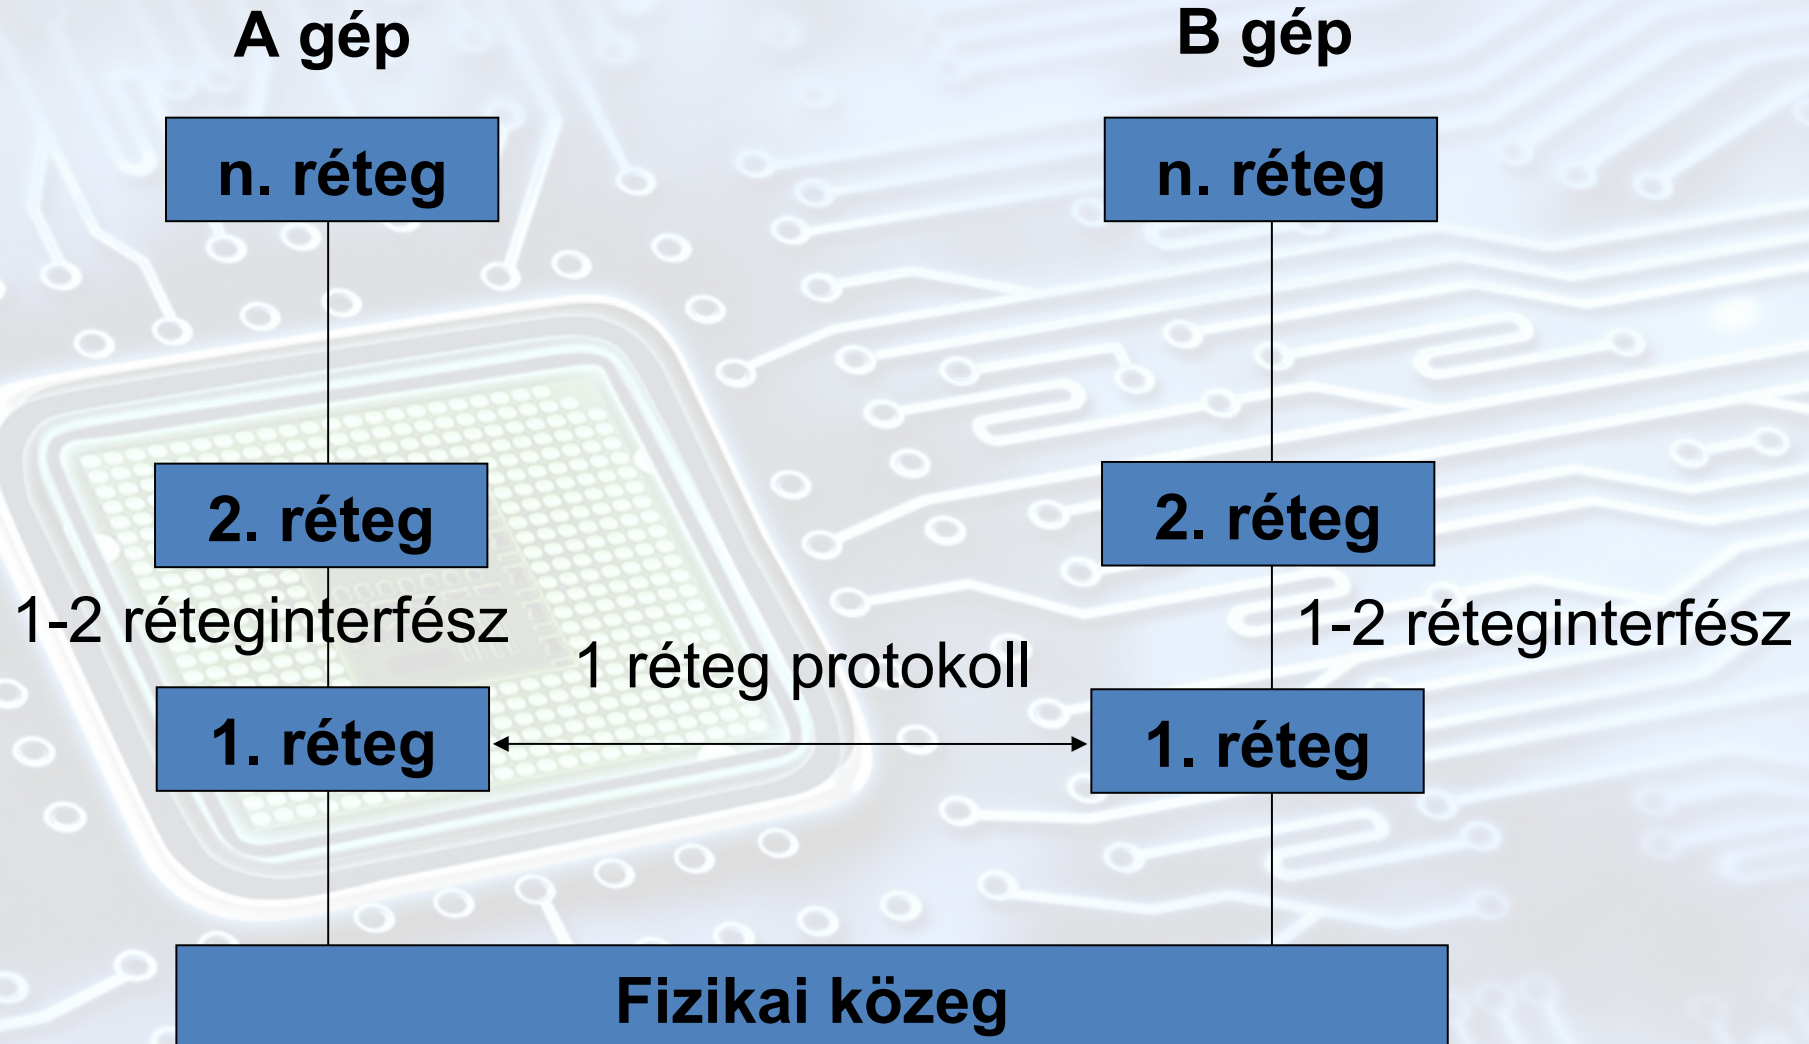 A gép
B gép
n. réteg
n. réteg
2. réteg
2. réteg
1-2 réteginterfész
1-2 réteginterfész
1 réteg protokoll
1. réteg
1. réteg
Fizikai közeg